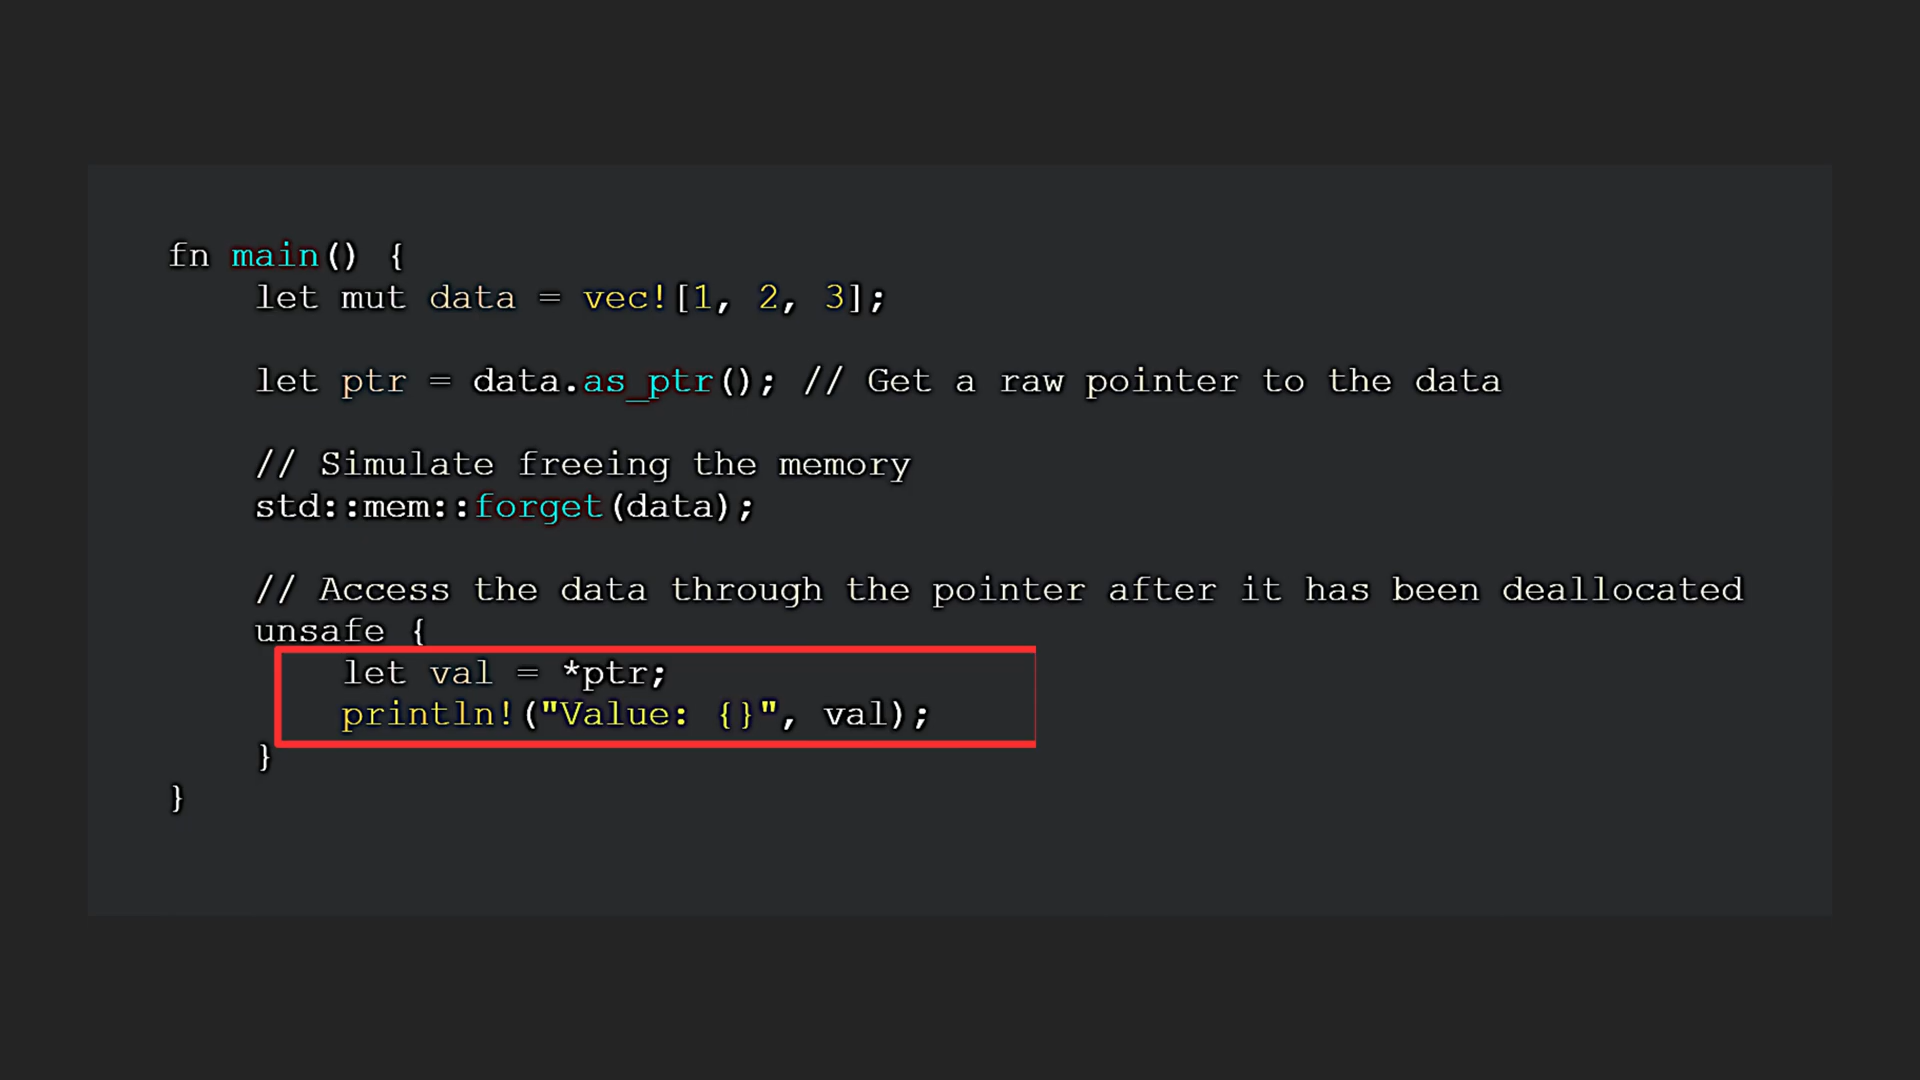 fn main() {
    let mut data = vec![1, 2, 3];
    let ptr = data.as_ptr(); // Get a raw pointer to the data
    // Simulate freeing the memory
    std::mem::forget(data);
    // Access the data through the pointer after it has been deallocated
    unsafe {
        let val = *ptr;
        println!("Value: {}", val);
    }
}